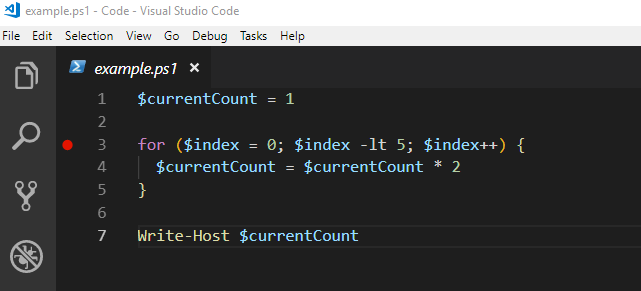 example.ps1 - Code - Visual Studio Code
File Edit Selection View Go Debug Tasks Help
example.ps1 ×
1 $currentCount = 1
2
3 for ($index = 0; $index -lt 5; $index++) {
4 $currentCount = $currentCount * 2
5 }
6
7 Write-Host $currentCount